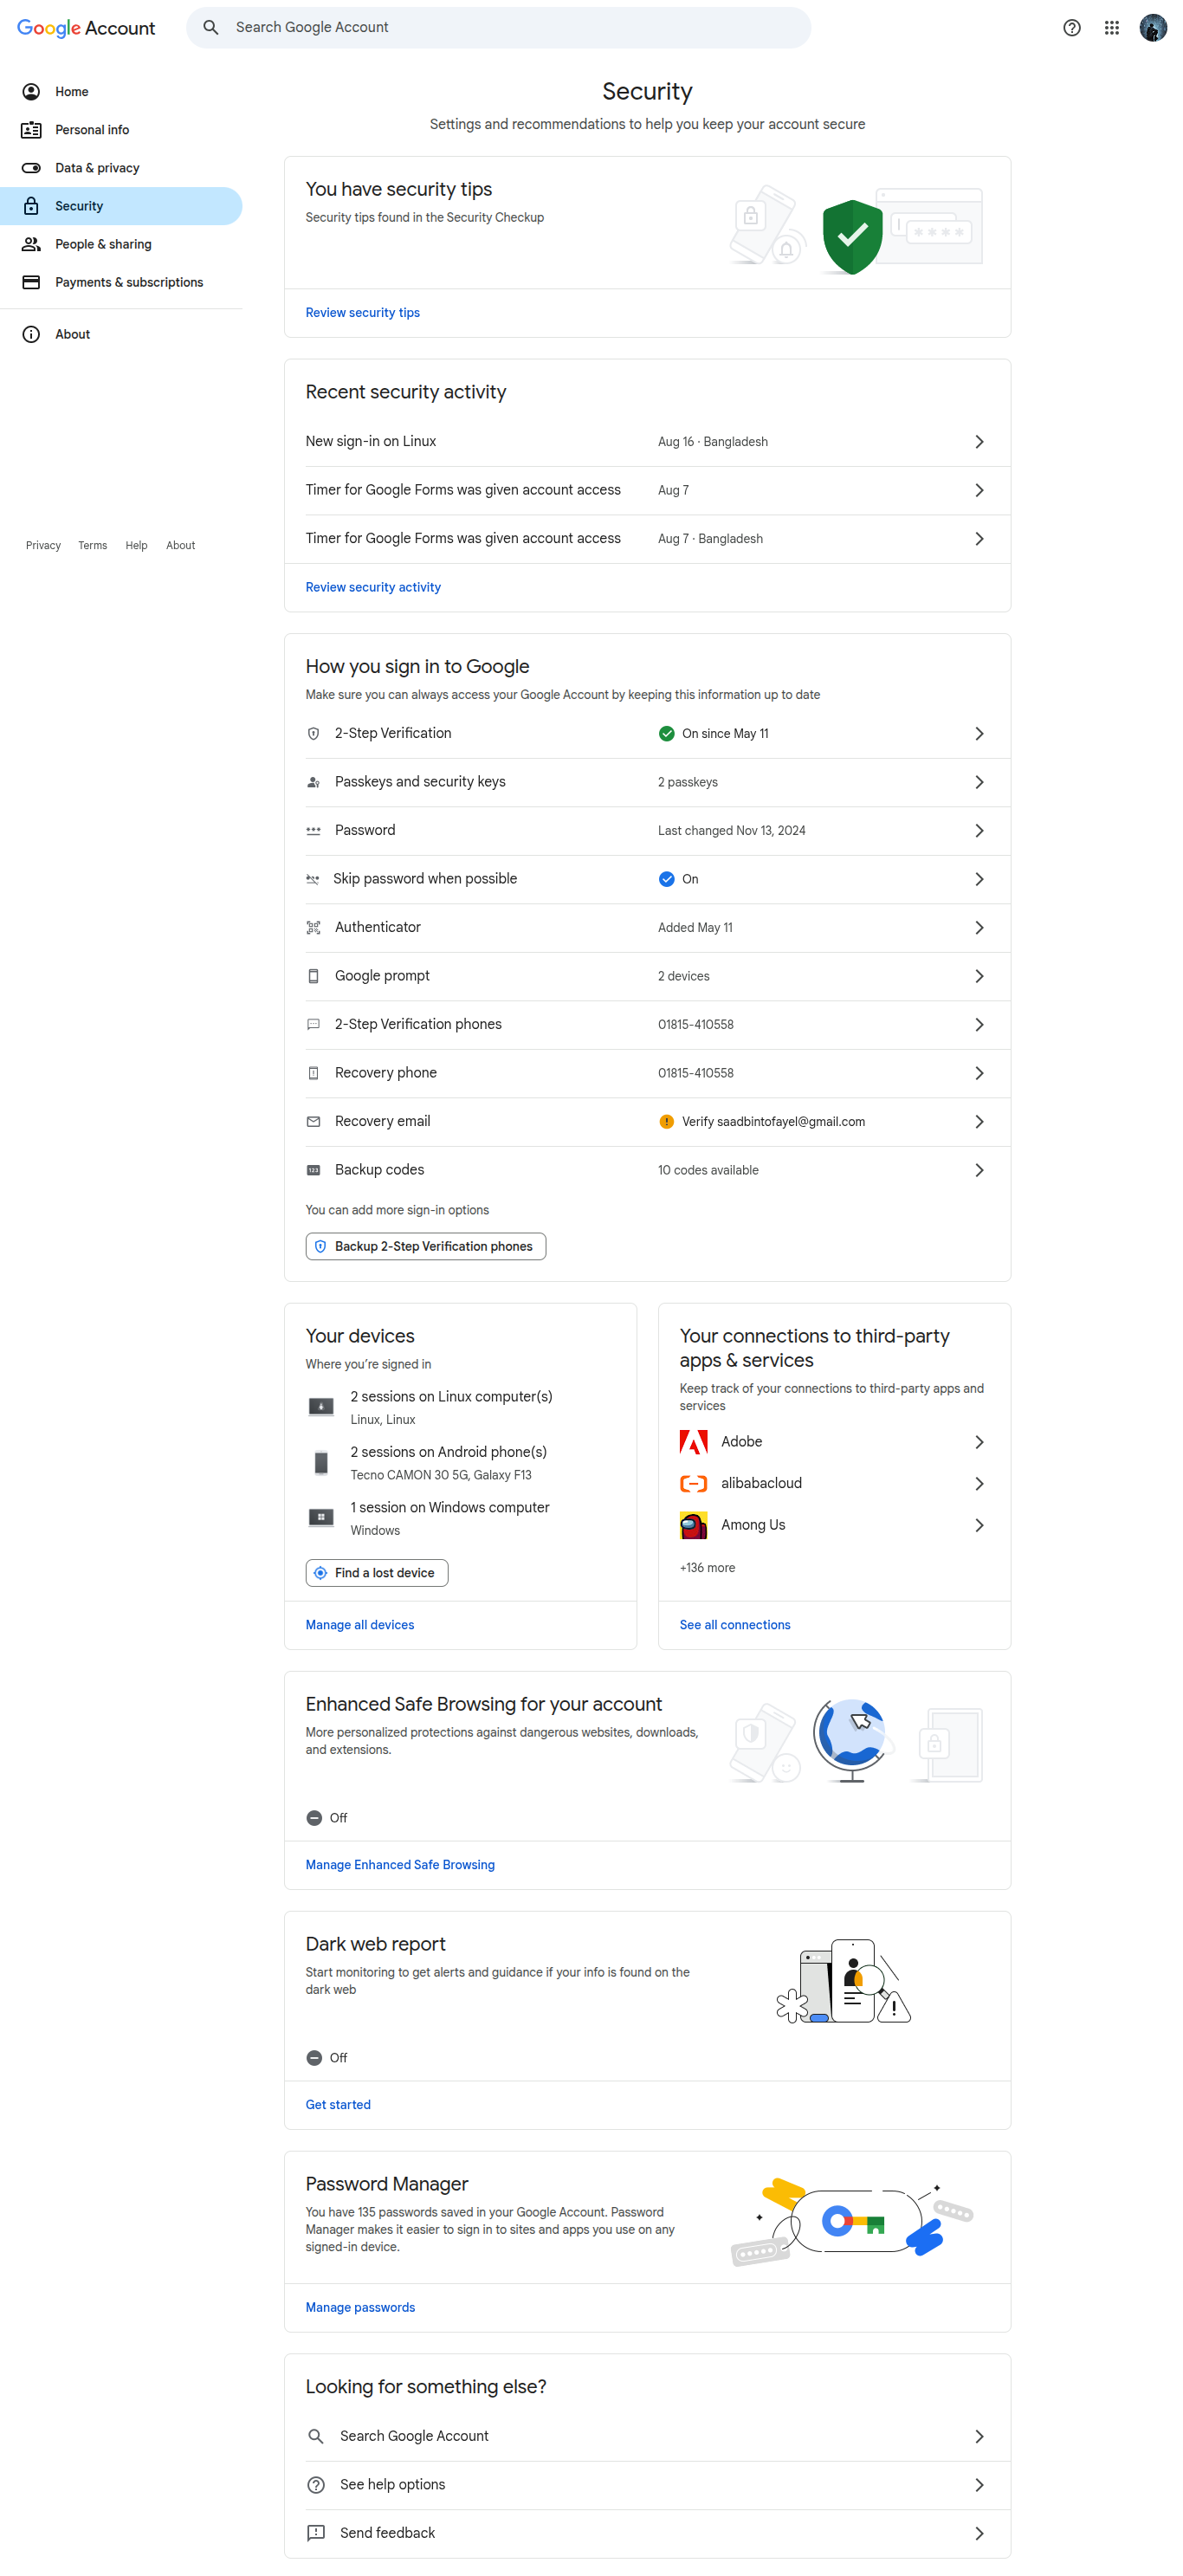 Google Account
Search Google Account
Home
Personal info
Data & privacy
Security
People & sharing
Payments & subscriptions
About
Privacy Terms Help About
Security
Settings and recommendations to help you keep your account secure
You have security tips
Security tips found in the Security Checkup
Review security tips
Recent security activity
New sign-in on Linux Aug 16 · Bangladesh
Timer for Google Forms was given account access Aug 7
Timer for Google Forms was given account access Aug 7 · Bangladesh
Review security activity
How you sign in to Google
Make sure you can always access your Google Account by keeping this information up to date
2-Step Verification On since May 11
Passkeys and security keys 2 passkeys
Password Last changed Nov 13, 2024
Skip password when possible On
Authenticator Added May 11
Google prompt 2 devices
2-Step Verification phones 01815-410558
Recovery phone 01815-410558
Recovery email Verify saadbintofayel@gmail.com
Backup codes 10 codes available
You can add more sign-in options
Backup 2-Step Verification phones
Your devices
Where you're signed in
2 sessions on Linux computer(s)
Linux, Linux
2 sessions on Android phone(s)
Tecno CAMON 30 5G, Galaxy F13
1 session on Windows computer
Windows
Find a lost device
Manage all devices
Your connections to third-party
apps & services
Keep track of your connections to third-party apps and
services
Adobe
alibabacloud
Among Us
+136 more
See all connections
Enhanced Safe Browsing for your account
More personalized protections against dangerous websites, downloads,
and extensions.
Off
Manage Enhanced Safe Browsing
Dark web report
Start monitoring to get alerts and guidance if your info is found on the
dark web
Off
Get started
Password Manager
You have 135 passwords saved in your Google Account. Password
Manager makes it easier to sign in to sites and apps you use on any
signed-in device.
Manage passwords
Looking for something else?
Search Google Account
See help options
Send feedback